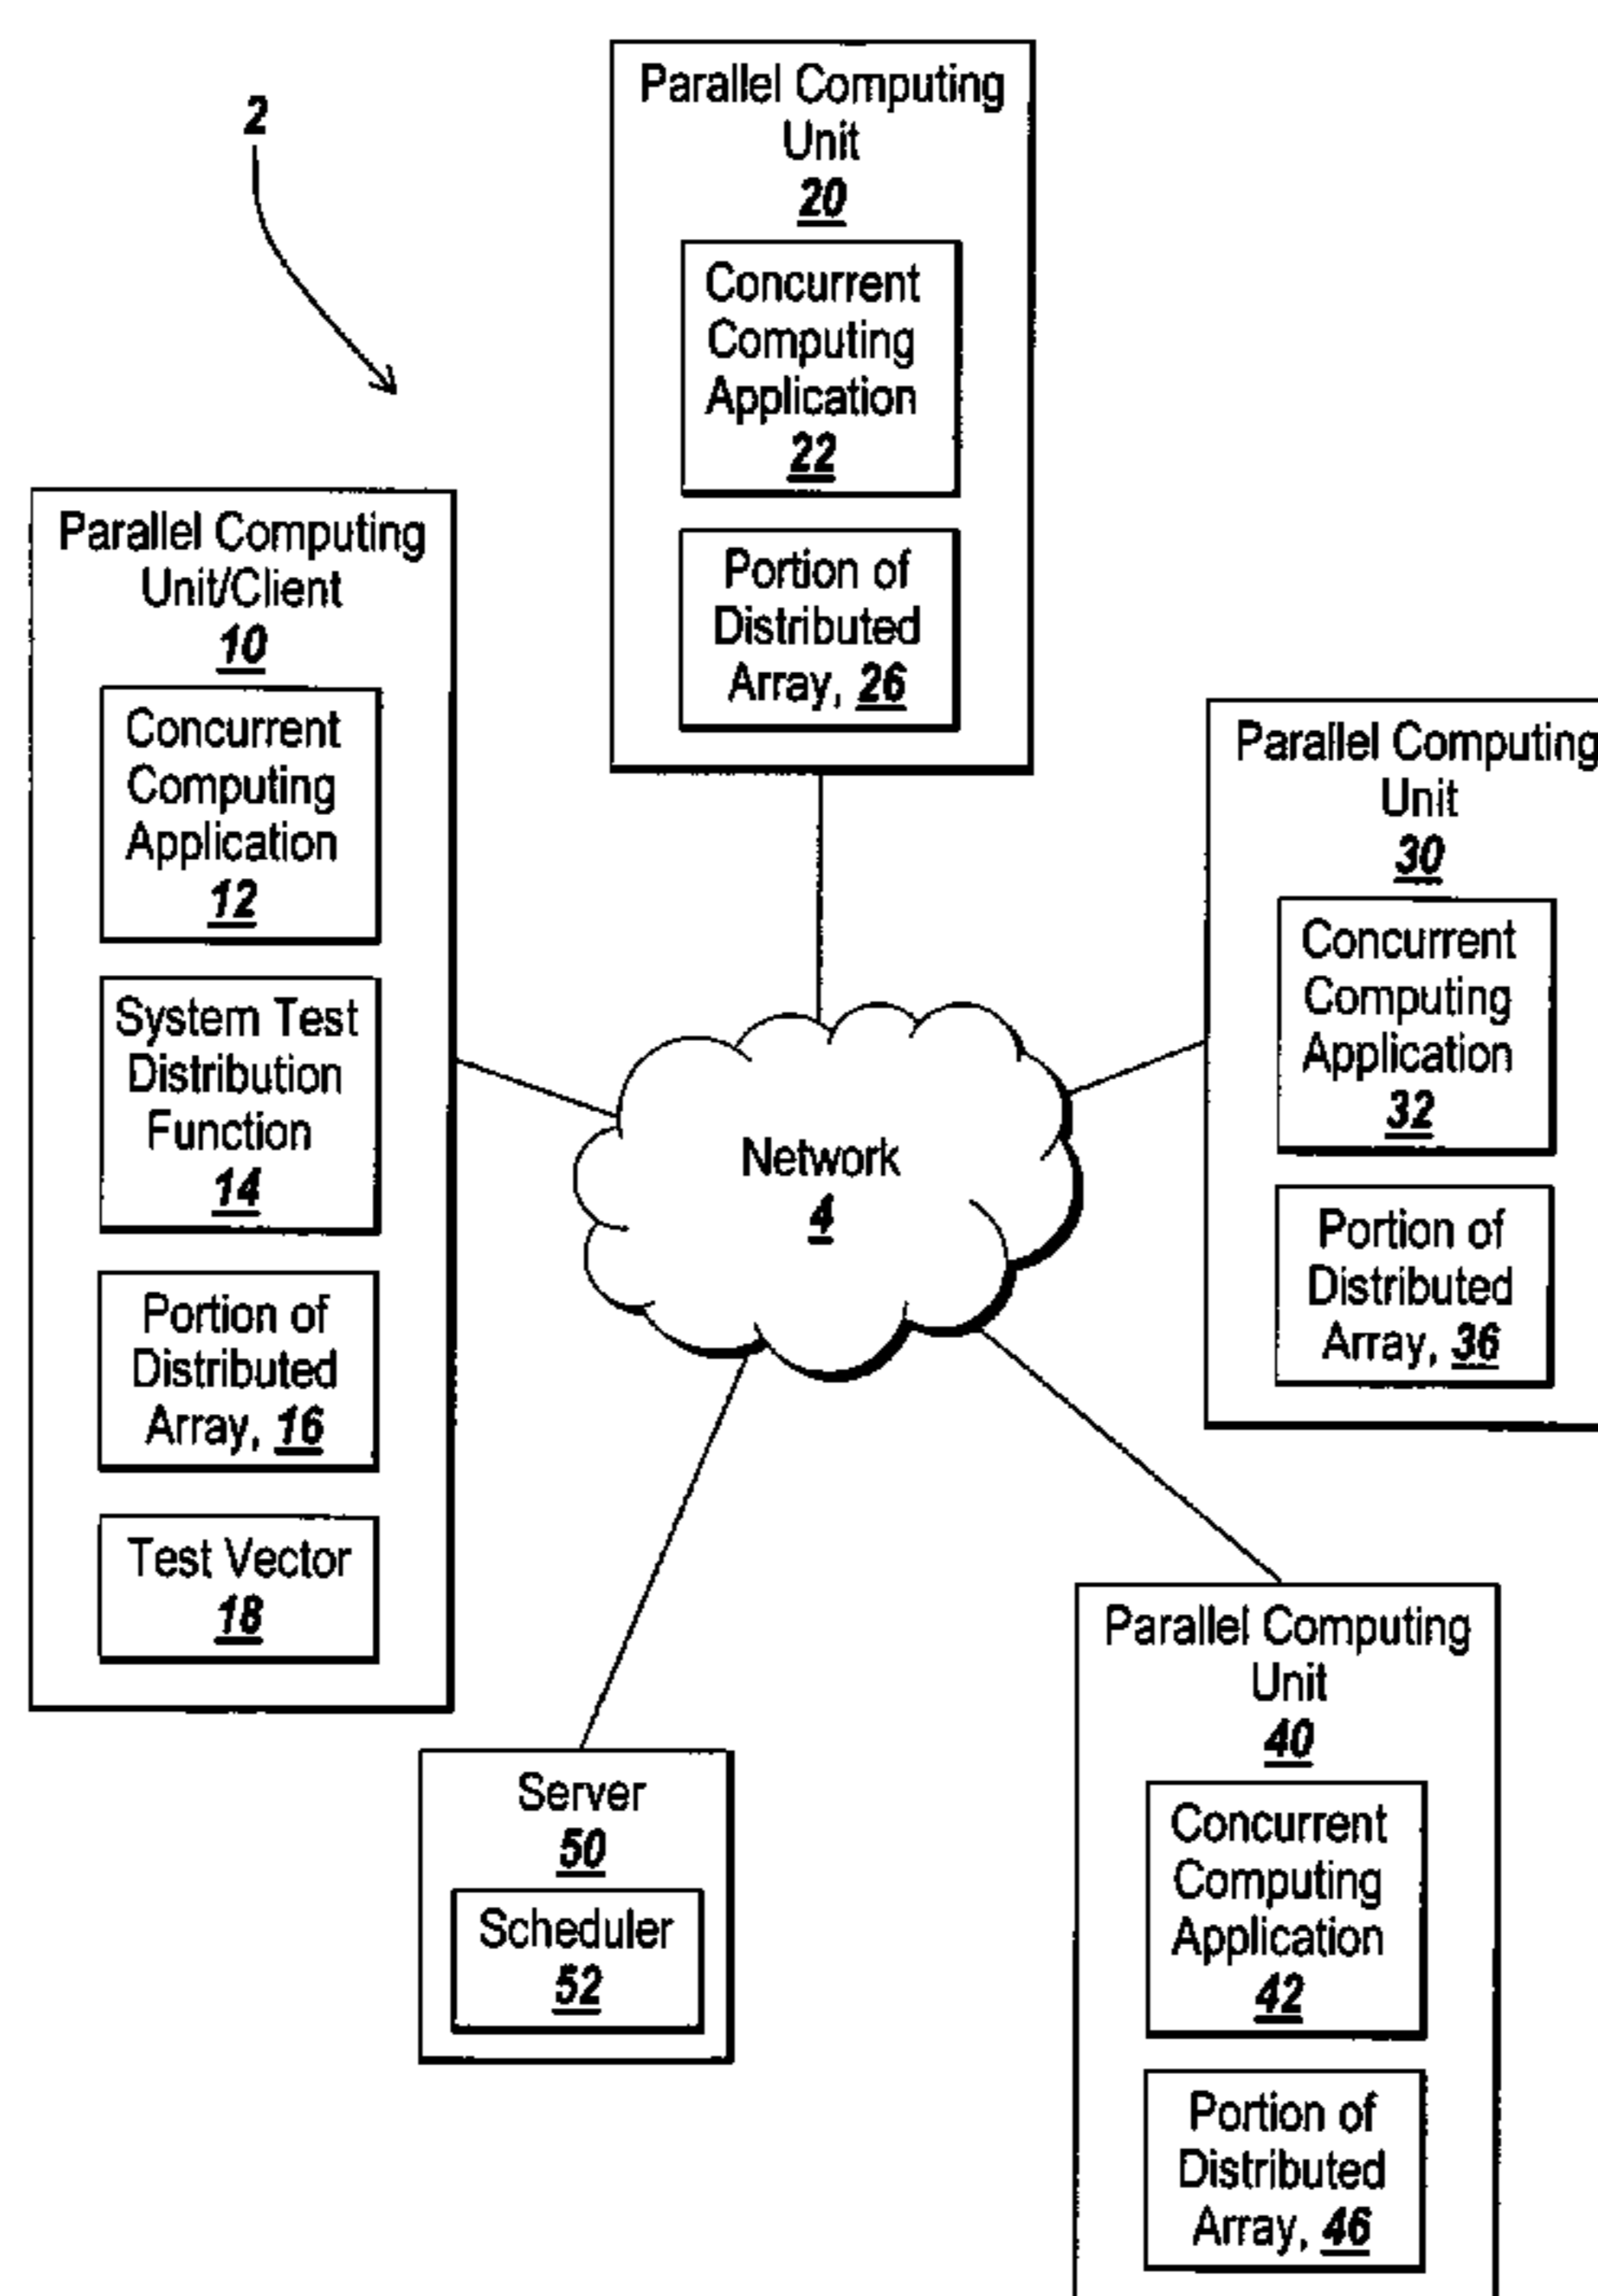 2
Parallel Computing
Unit
20
Concurrent
Computing
Application
22
Portion of
Distributed
Array, 26
Parallel Computing
Unit/Client
10
Concurrent
Computing
Application
12
System Test
Distribution
Function
14
Portion of
Distributed
Array, 16
Test Vector
18
Network
4
Parallel Computing
Unit
30
Concurrent
Computing
Application
32
Portion of
Distributed
Array, 36
Server
50
Scheduler
52
Parallel Computing
Unit
40
Concurrent
Computing
Application
42
Portion of
Distributed
Array, 46